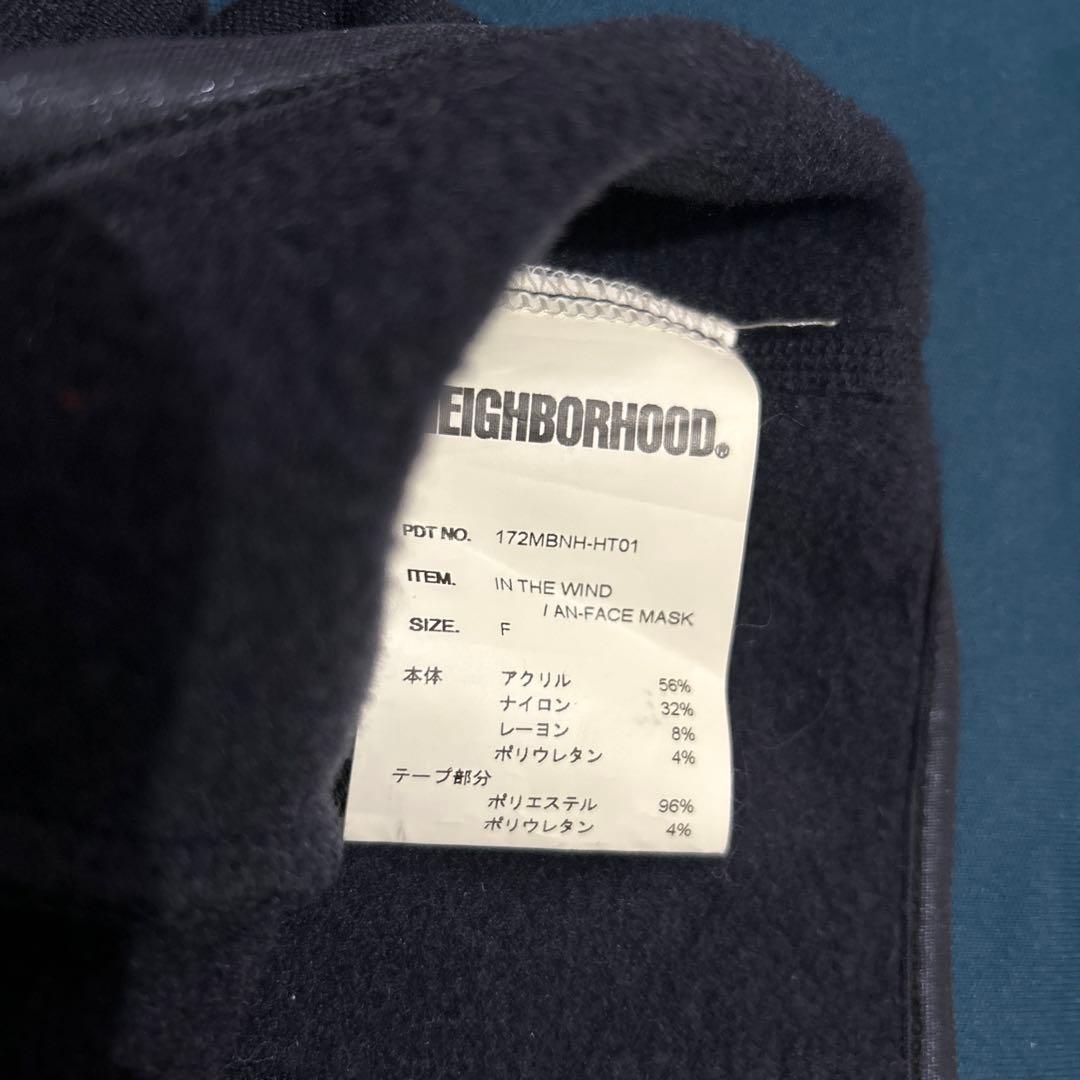 NEIGHBORHOOD®
PDT NO. 172MBNH-HT01
ITEM. IN THE WIND
/ AN-FACE MASK
SIZE. F
本体 アクリル 56%
ナイロン 32%
レーヨン 8%
ポリウレタン 4%
テープ部分
ポリエステル 96%
ポリウレタン 4%